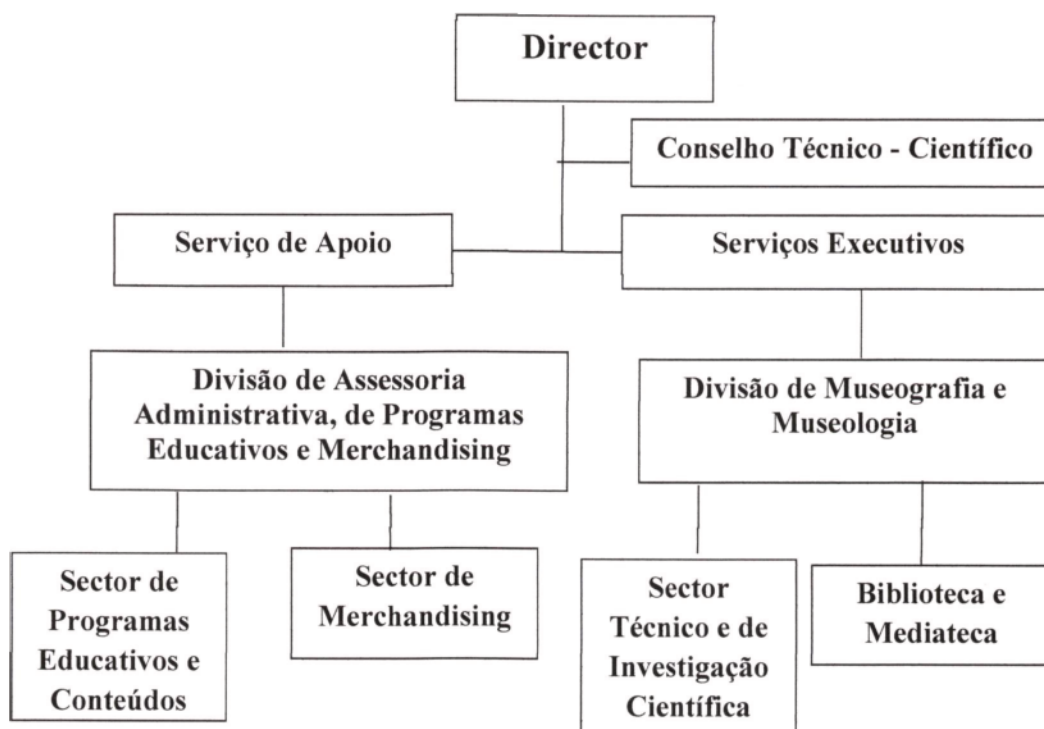 Director
Conselho Técnico - Científico
Serviço de Apoio
Serviços Executivos
Divisão de Assessoria
Administrativa, de Programas
Educativos e Merchandising
Divisão de Museografia e
Museologia
Sector de
Programas
Educativos e
Conteúdos
Sector de
Merchandising
Sector
Técnico e de
Investigação
Científica
Biblioteca e
Mediateca